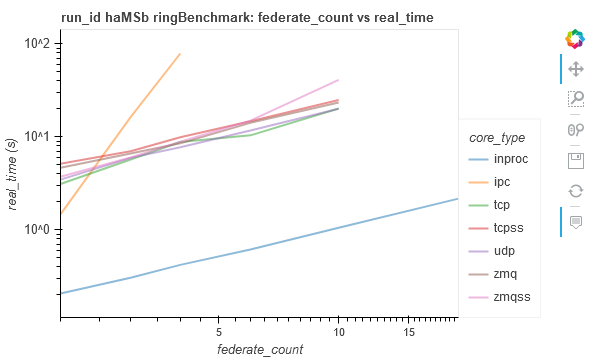 run_id haMSb ringBenchmark: federate_count vs real_time
10^2
10^1
10^0
real_time (s)
5
10
15
federate_count
core_type
inproc
ipc
tcp
tcpss
udp
zmq
zmqss